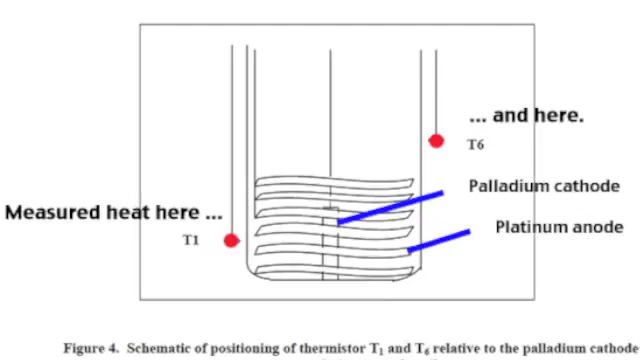 ... and here.
T6
Palladium cathode
Measured heat here ...
Platinum anode
T1
Figure 4. Schematic of positioning of thermistor T1 and T6 relative to the palladium cathode